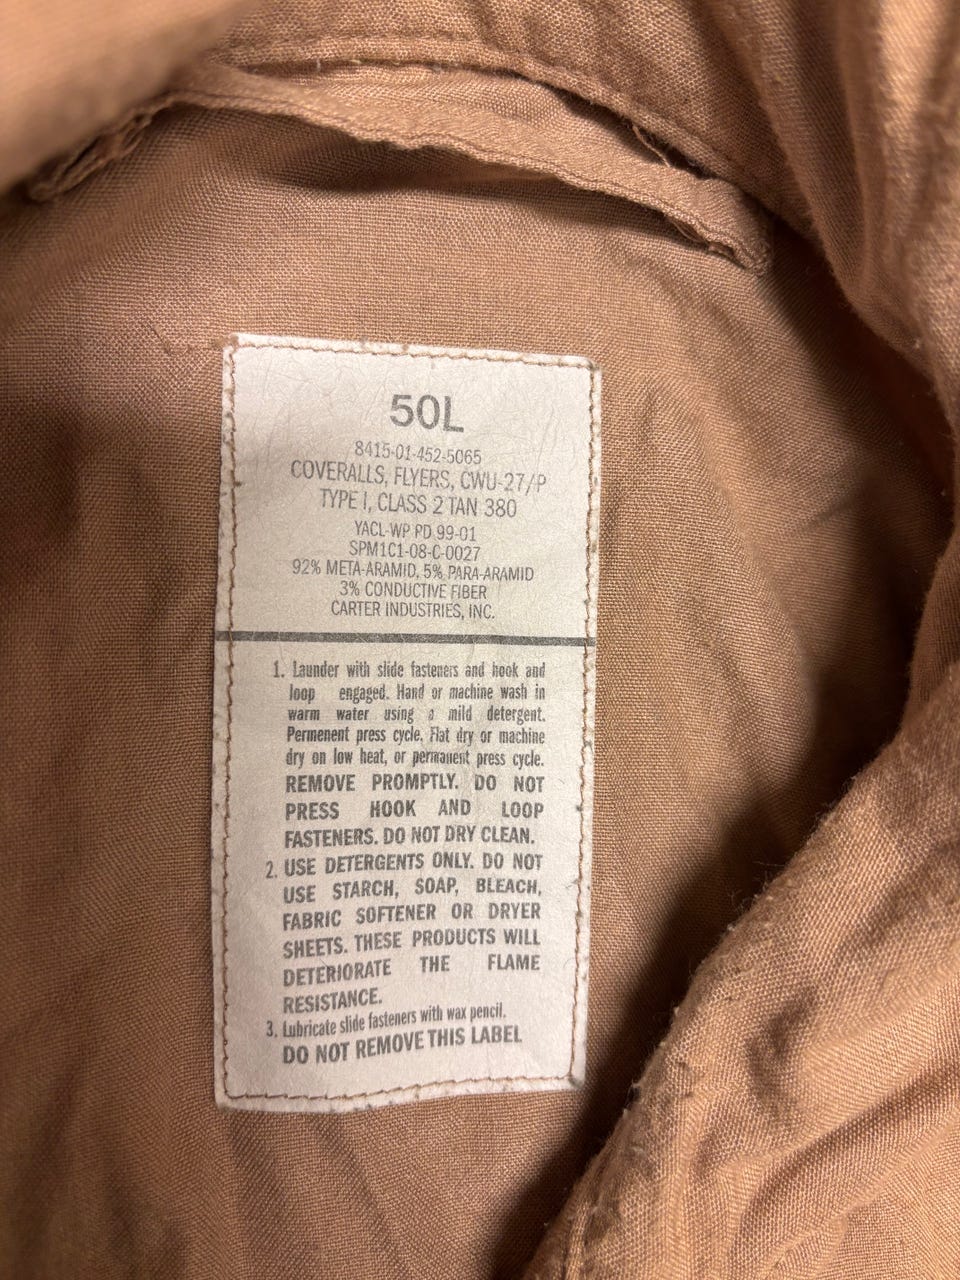 50L
8415-01-452-5065
COVERALLS, FLYERS, CWU-27/P
TYPE I, CLASS 2 TAN 380
YACL-WP PD 99-01
SPM1C1-08-C-0027
92% META-ARAMID, 5% PARA-ARAMID
3% CONDUCTIVE FIBER
CARTER INDUSTRIES, INC.
1. Launder with slide fasteners and hook and
loop engaged. Hand or machine wash in
warm water using a mild detergent.
Permenent press cycle. Flat dry or machine
dry on low heat, or permanent press cycle.
REMOVE PROMPTLY. DO NOT
PRESS HOOK AND LOOP
FASTENERS. DO NOT DRY CLEAN.
2. USE DETERGENTS ONLY. DO NOT
USE STARCH, SOAP, BLEACH,
FABRIC SOFTENER OR DRYER
SHEETS. THESE PRODUCTS WILL
DETERIORATE THE FLAME
RESISTANCE.
3. Lubricate slide fasteners with wax pencil.
DO NOT REMOVE THIS LABEL